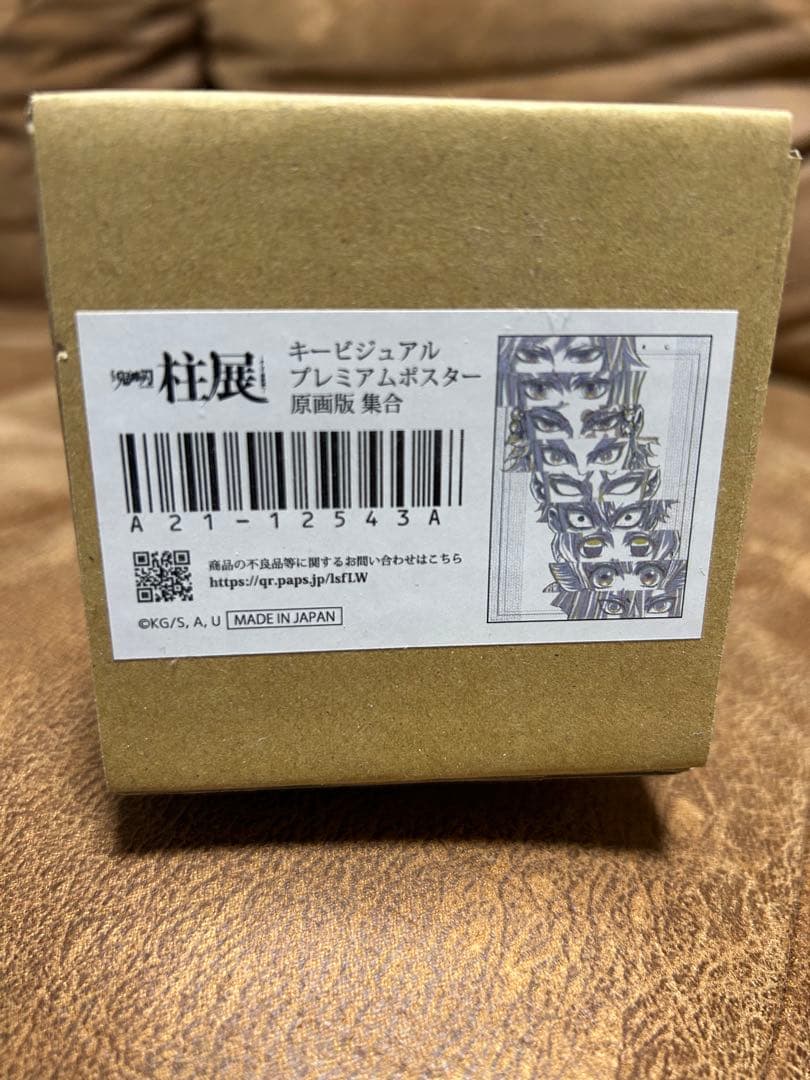 鬼滅の刃 柱展
キービジュアル
プレミアムポスター
原画版 集合
A21-12543A
商品の不良品等に関するお問い合わせはこちら
https://qr.paps.jp/lsfLW
©KG/S, A, U MADE IN JAPAN